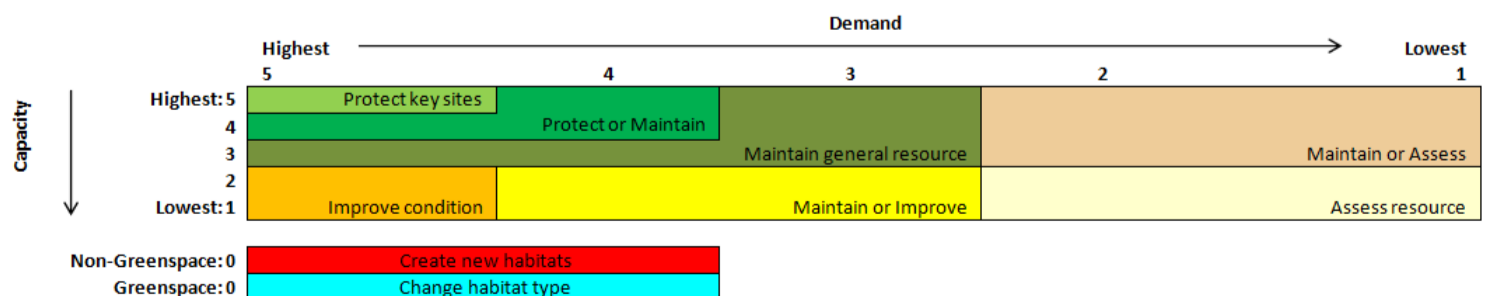 Demand
Highest Lowest
5 4 3 2 1
Capacity
Highest: 5 Protect key sites
4 Protect or Maintain
3 Maintain general resource Maintain or Assess
2
Lowest: 1 Improve condition Maintain or Improve Assess resource
Non-Greenspace: 0 Create new habitats
Greenspace: 0 Change habitat type